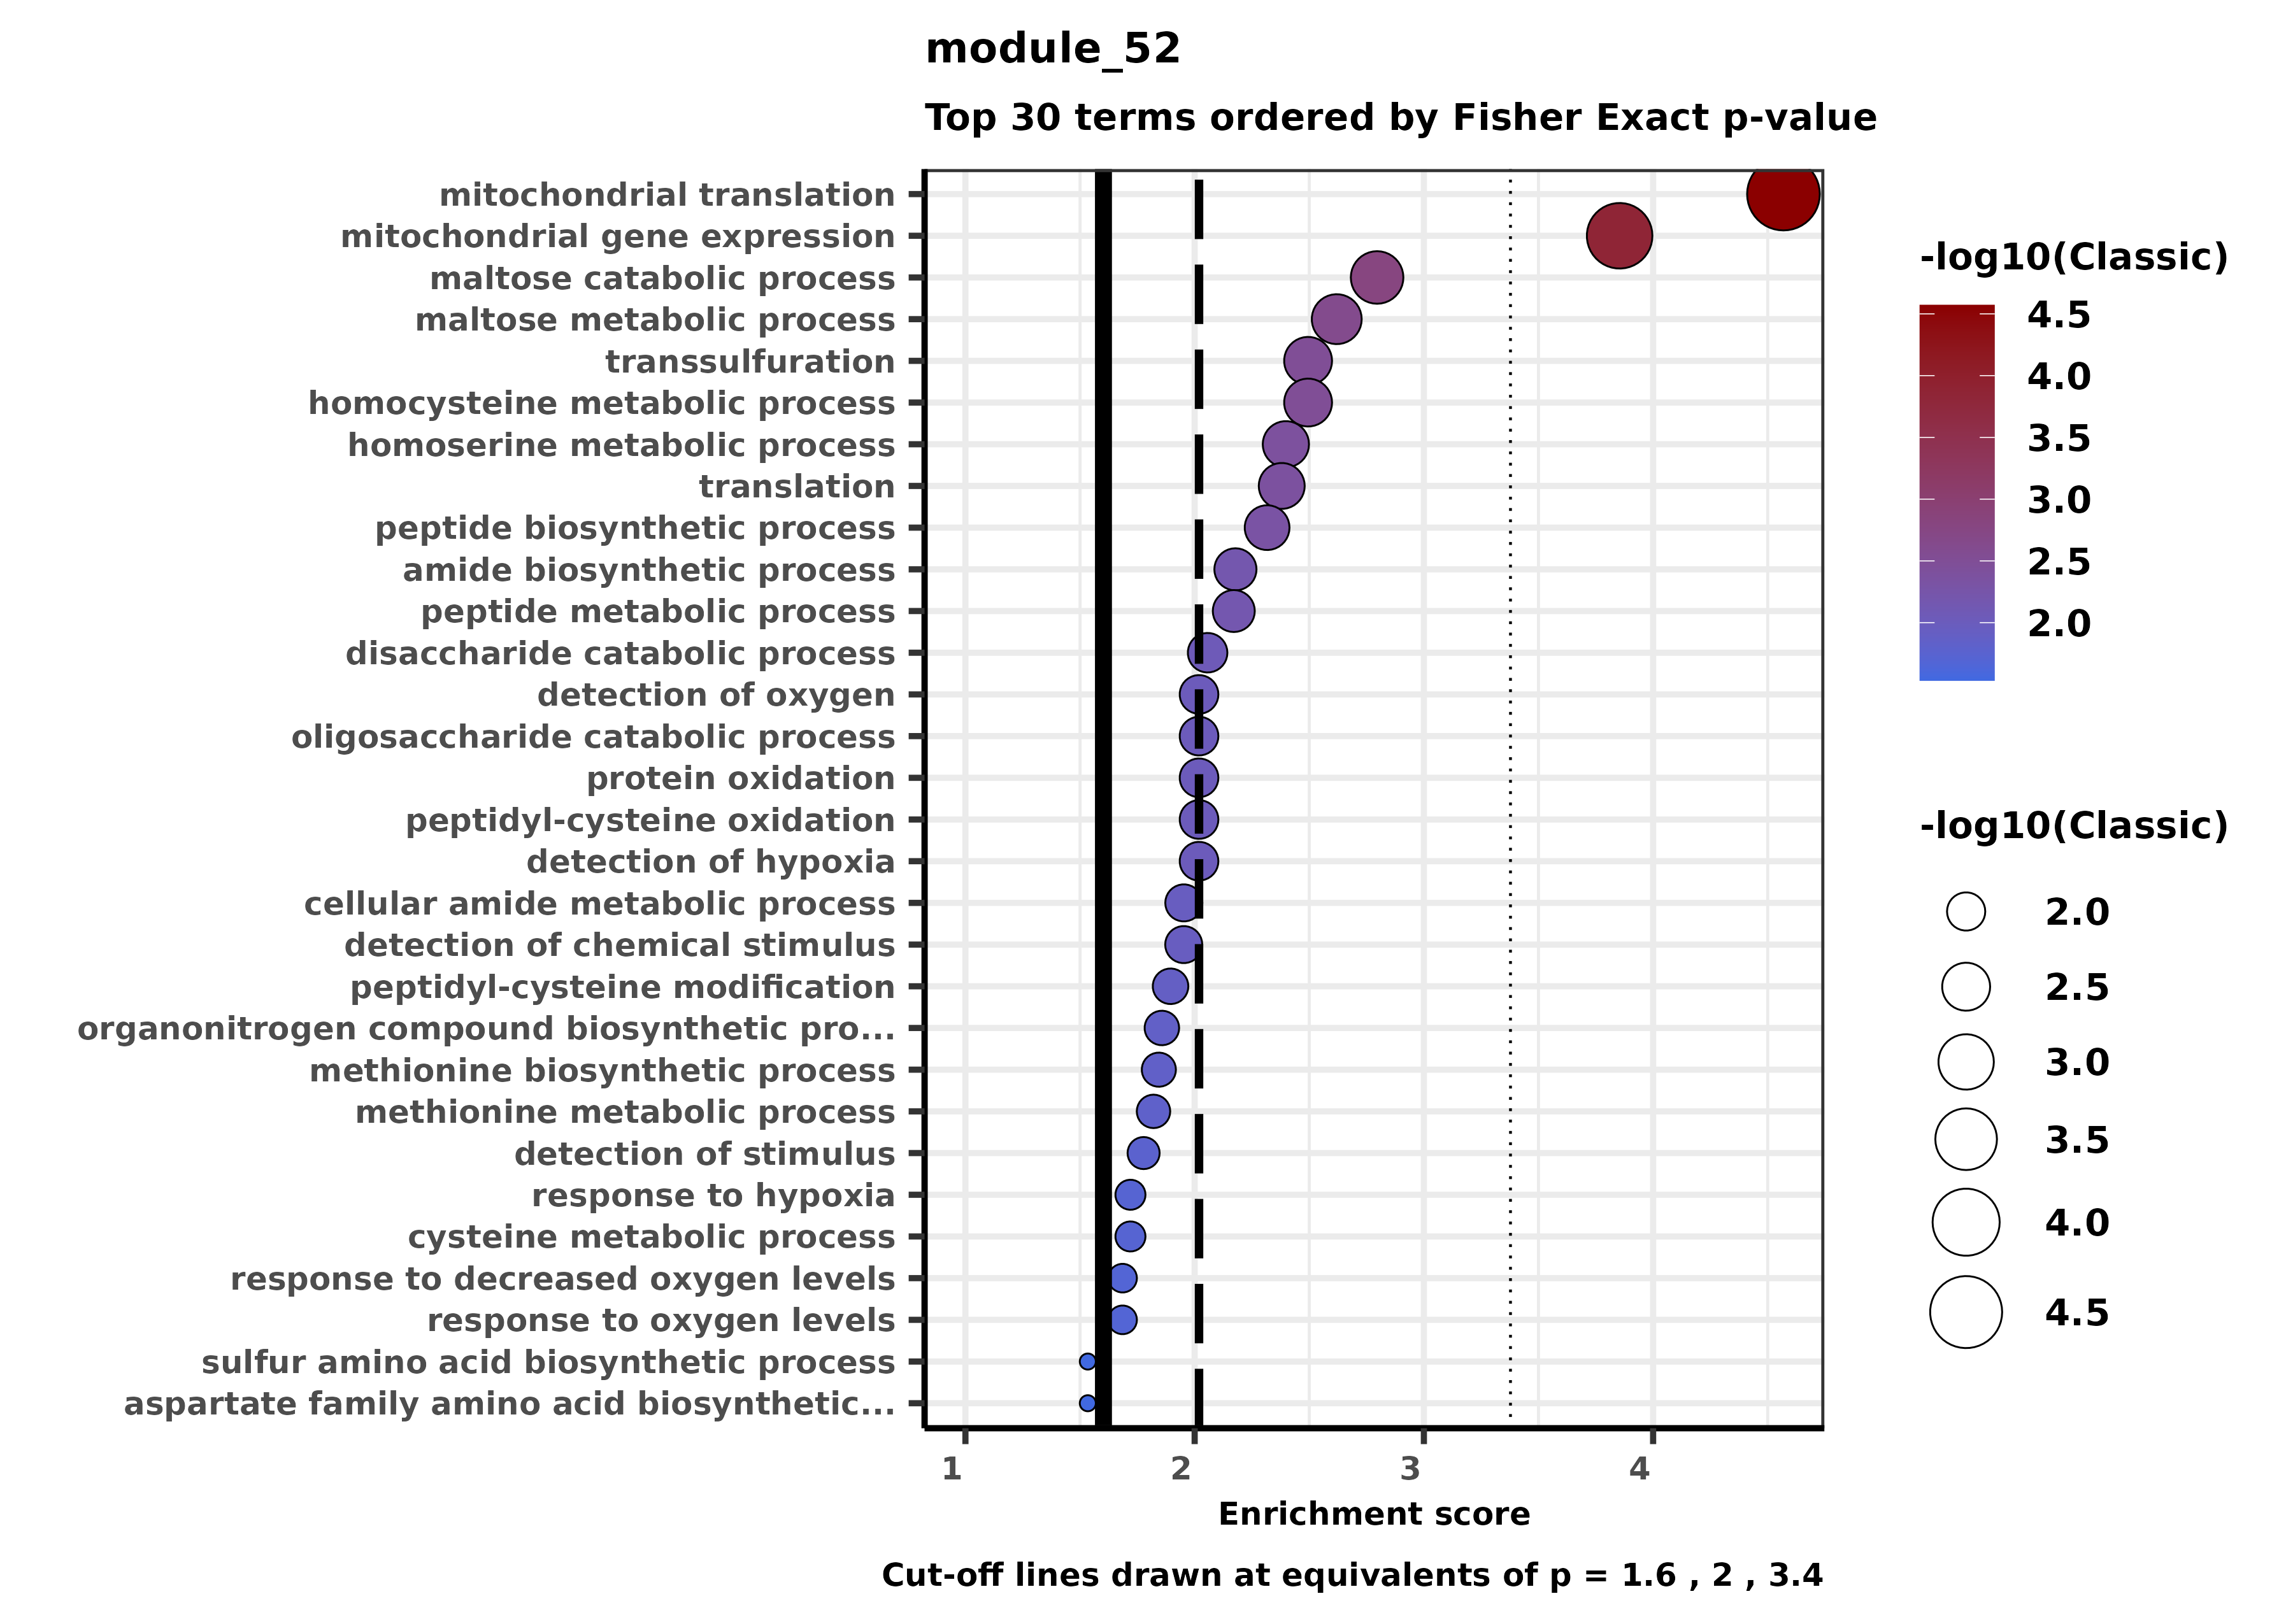 module_52
Top 30 terms ordered by Fisher Exact p-value
mitochondrial translation
mitochondrial gene expression
maltose catabolic process
maltose metabolic process
transsulfuration
homocysteine metabolic process
homoserine metabolic process
translation
peptide biosynthetic process
amide biosynthetic process
peptide metabolic process
disaccharide catabolic process
detection of oxygen
oligosaccharide catabolic process
protein oxidation
peptidyl-cysteine oxidation
detection of hypoxia
cellular amide metabolic process
detection of chemical stimulus
peptidyl-cysteine modification
organonitrogen compound biosynthetic pro...
methionine biosynthetic process
methionine metabolic process
detection of stimulus
response to hypoxia
cysteine metabolic process
response to decreased oxygen levels
response to oxygen levels
sulfur amino acid biosynthetic process
aspartate family amino acid biosynthetic...
1 2 3 4
Enrichment score
Cut-off lines drawn at equivalents of p = 1.6 , 2 , 3.4
-log10(Classic)
4.5
4.0
3.5
3.0
2.5
2.0
-log10(Classic)
2.0
2.5
3.0
3.5
4.0
4.5